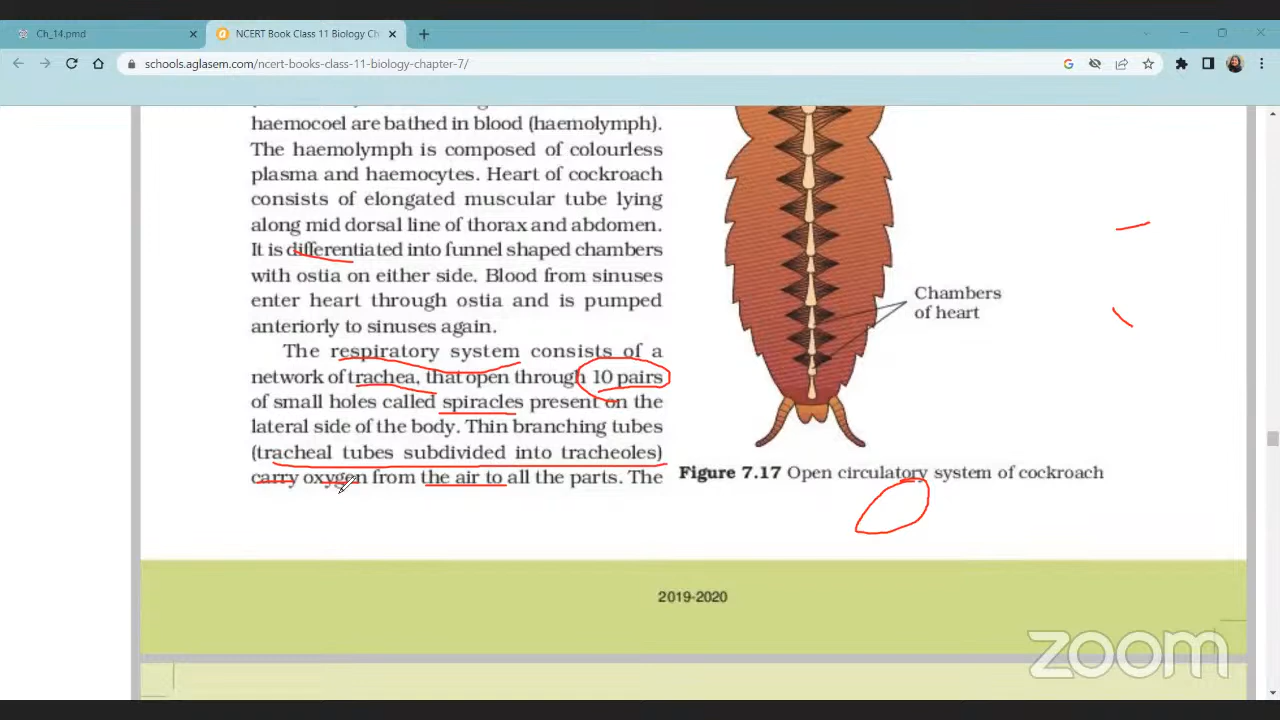 Ch_14.pmd
NCERT Book Class 11 Biology Ch
schools.aglasem.com/ncert-books-class-11-biology-chapter-7/
haemocoel are bathed in blood (haemolymph).
The haemolymph is composed of colourless
plasma and haemocytes. Heart of cockroach
consists of elongated muscular tube lying
along mid dorsal line of thorax and abdomen.
It is differentiated into funnel shaped chambers
with ostia on either side. Blood from sinuses
enter heart through ostia and is pumped
anteriorly to sinuses again.
The respiratory system consists of a
network of trachea, that open through 10 pairs
of small holes called spiracles present on the
lateral side of the body. Thin branching tubes
(tracheal tubes subdivided into tracheoles)
carry oxygen from the air to all the parts. The
Chambers
of heart
Figure 7.17 Open circulatory system of cockroach
2019-2020
zoom